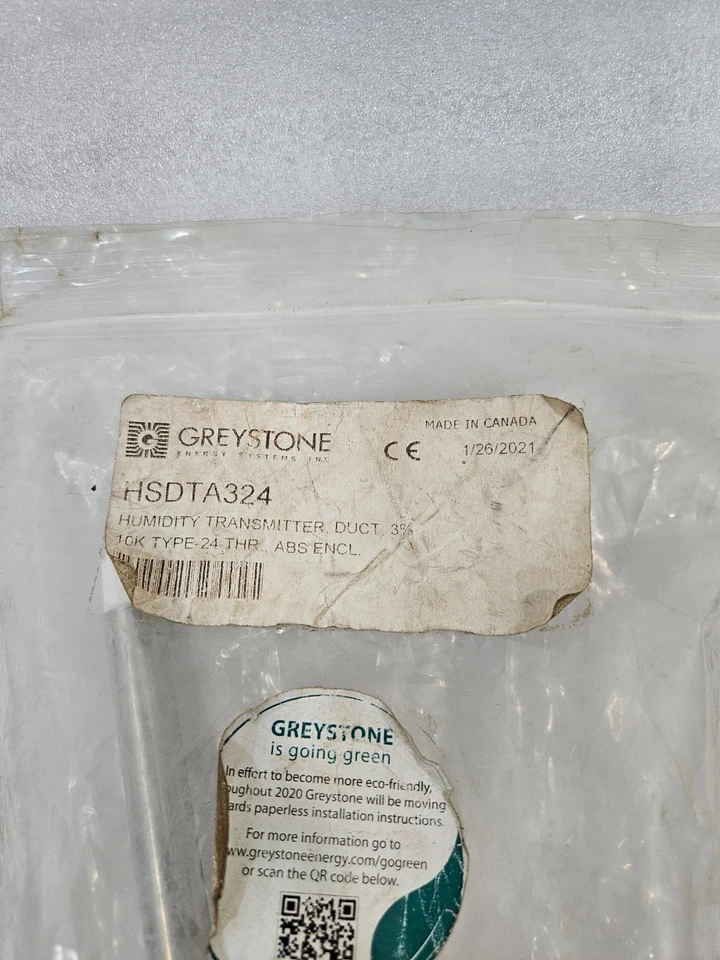 GREYSTONE
ENERGY SYSTEMS INC
MADE IN CANADA
CE 1/26/2021
HSDTA324
HUMIDITY TRANSMITTER, DUCT, 3%
10K TYPE-24 THR., ABS ENCL.
GREYSTONE
is going green
In effort to become more eco-friendly,
oughout 2020 Greystone will be moving
ards paperless installation instructions.
For more information go to
ww.greystoneenergy.com/gogreen
or scan the QR code below.